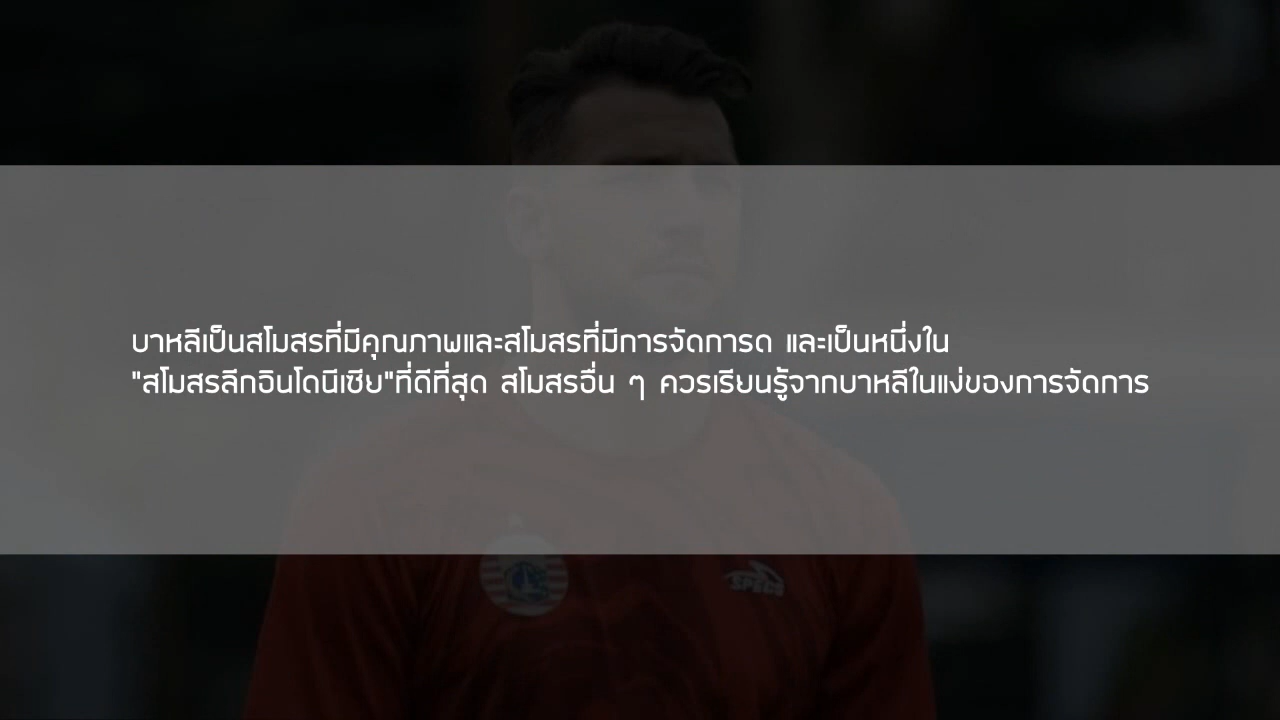 บาหลีเป็นสโมสรที่มีคุณภาพและสโมสรที่มีการจัดการด และเป็นหนึ่งใน
"สโมสรลีกอินโดนีเซีย"ที่ดีที่สุด สโมสรอื่น ๆ ควรเรียนรู้จากบาหลีในแง่ของการจัดการ
SPECS